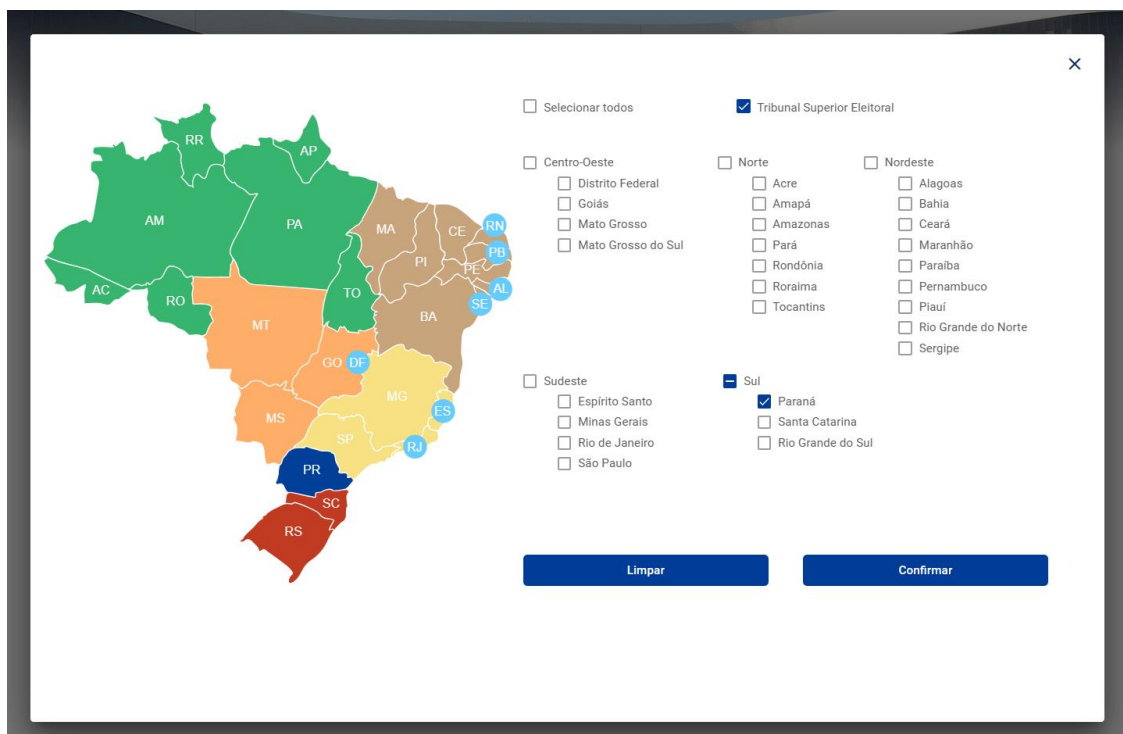 Selecionar todos
Tribunal Superior Eleitoral
Centro-Oeste
Distrito Federal
Goiás
Mato Grosso
Mato Grosso do Sul
Norte
Acre
Amapá
Amazonas
Pará
Rondônia
Roraima
Tocantins
Nordeste
Alagoas
Bahia
Ceará
Maranhão
Paraíba
Pernambuco
Piauí
Rio Grande do Norte
Sergipe
Sudeste
Espírito Santo
Minas Gerais
Rio de Janeiro
São Paulo
Sul
Paraná
Santa Catarina
Rio Grande do Sul
Limpar
Confirmar
RR
AP
AM
PA
MA
CE
RN
PB
PI
PE
AL
SE
AC
RO
TO
BA
MT
GO
DF
MG
ES
MS
SP
RJ
PR
SC
RS